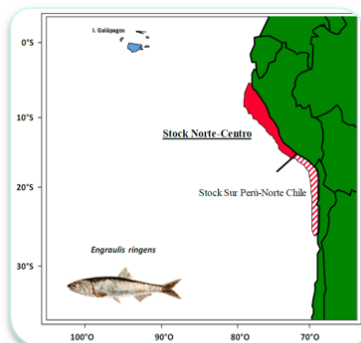 I. Galápagos
0°S
10°S
Stock Norte-Centro
20°S
Stock Sur Perú-Norte Chile
30°S
Engraulis ringens
100°O
90°O
80°O
70°O